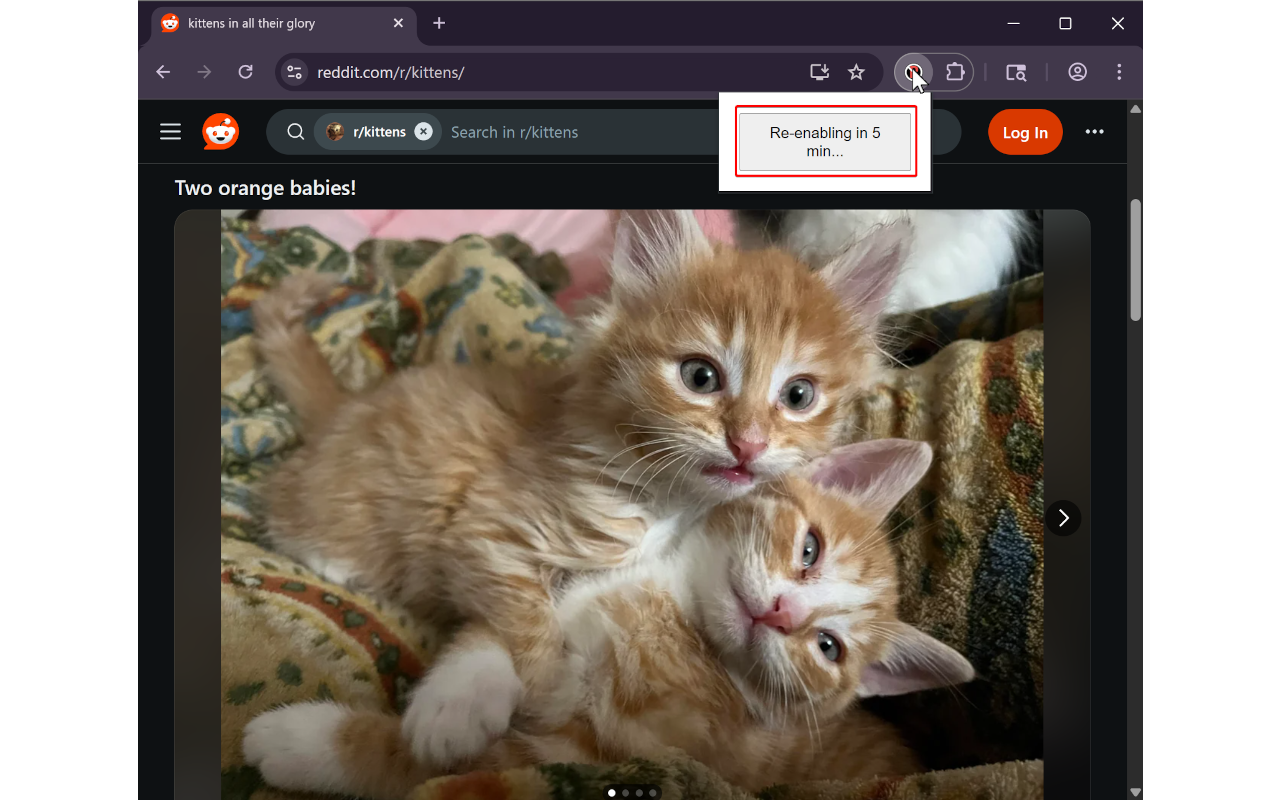 kittens in all their glory
reddit.com/r/kittens/
r/kittens
Search in r/kittens
Log In
Re-enabling in 5
min...
Two orange babies!